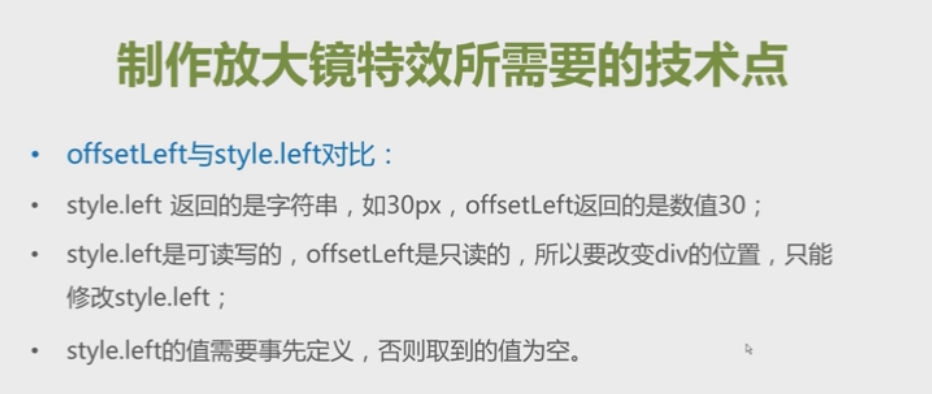 制作放大镜特效所需要的技术点
• offsetLeft与style.left对比：
• style.left 返回的是字符串，如30px，offsetLeft返回的是数值30；
• style.left是可读写的，offsetLeft是只读的，所以要改变div的位置，只能
修改style.left；
• style.left的值需要事先定义，否则取到的值为空。